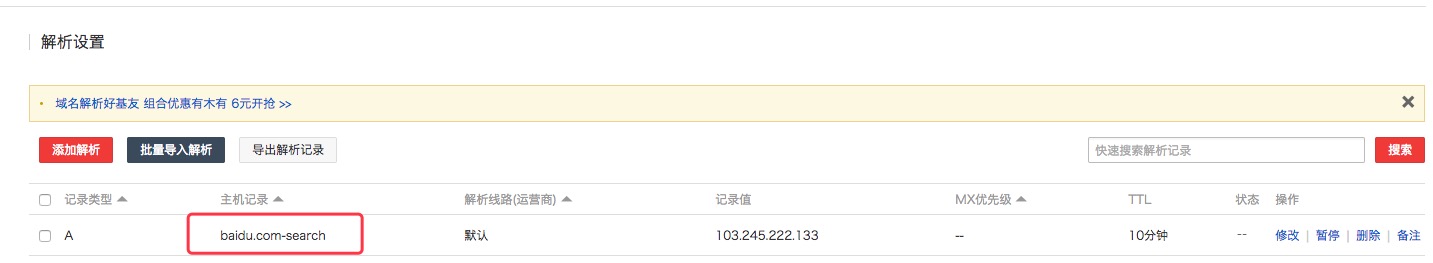 解析设置
域名解析好基友 组合优惠有木有 6元开抢 >>
添加解析 批量导入解析 导出解析记录 快速搜索解析记录 搜索
记录类型 主机记录 解析线路(运营商) 记录值 MX优先级 TTL 状态 操作
A baidu.com-search 默认 103.245.222.133 -- 10分钟 -- 修改 | 暂停 | 删除 | 备注